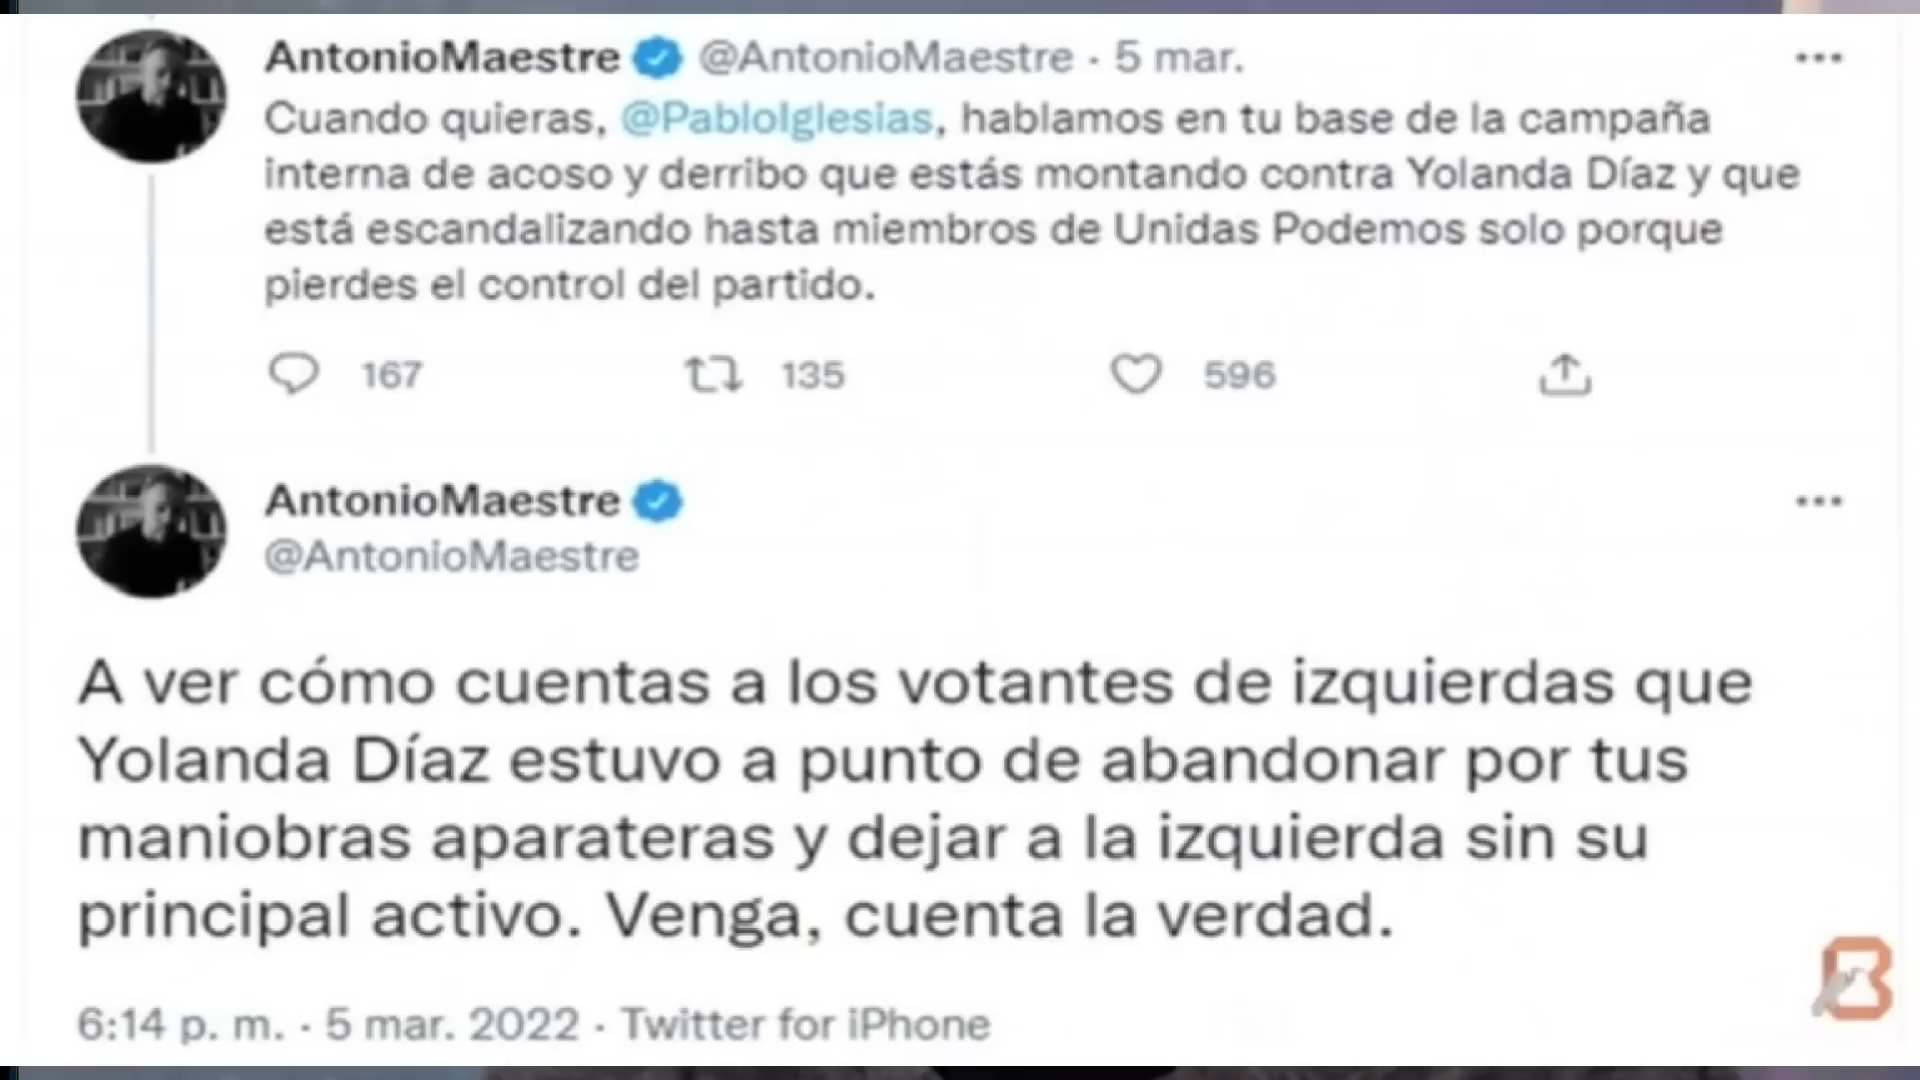 AntonioMaestre @AntonioMaestre · 5 mar.
Cuando quieras, @PabloIglesias, hablamos en tu base de la campaña
interna de acoso y derribo que estás montando contra Yolanda Díaz y que
está escandalizando hasta miembros de Unidas Podemos solo porque
pierdes el control del partido.
167 135 596
AntonioMaestre
@AntonioMaestre
A ver cómo cuentas a los votantes de izquierdas que
Yolanda Díaz estuvo a punto de abandonar por tus
maniobras aparateras y dejar a la izquierda sin su
principal activo. Venga, cuenta la verdad.
6:14 p. m. · 5 mar. 2022 · Twitter for iPhone
B